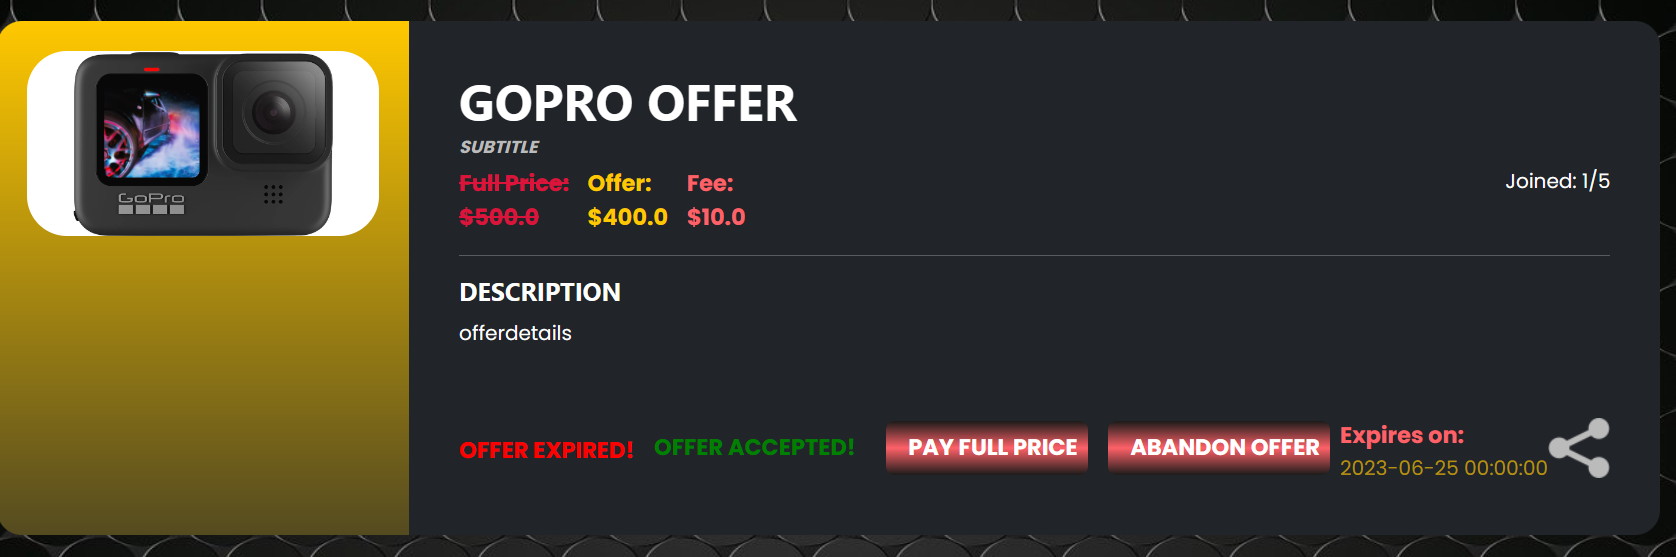 GoPro
GOPRO OFFER
SUBTITLE
Full Price: Offer: Fee:
$500.0 $400.0 $10.0
Joined: 1/5
DESCRIPTION
offerdetails
OFFER EXPIRED! OFFER ACCEPTED! PAY FULL PRICE ABANDON OFFER
Expires on:
2023-06-25 00:00:00